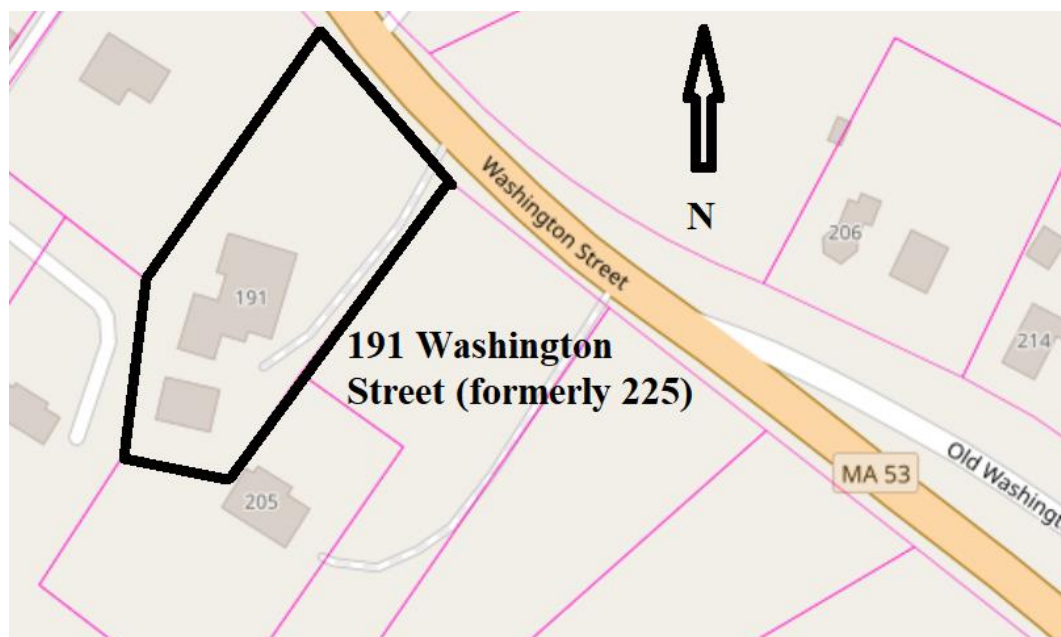 Washington Street
N
206
191
191 Washington
Street (formerly 225)
214
MA 53
Old Washingt
205